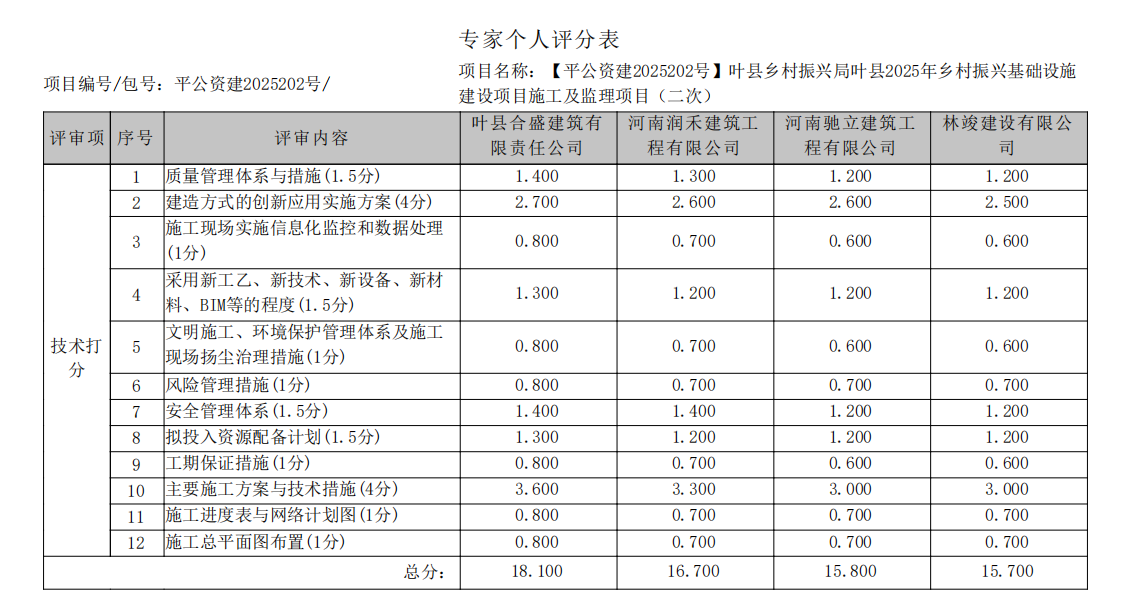 专家个人评分表
项目编号/包号: 平公资建2025202号/
项目名称: 【平公资建2025202号】叶县乡村振兴局叶县2025年乡村振兴基础设施
建设项目施工及监理项目（二次）
评审项 序号 评审内容 叶县合盛建筑有 河南润禾建筑工 河南驰立建筑工 林竣建设有限公
限责任公司 程有限公司 程有限公司 司
1 质量管理体系与措施(1.5分) 1.400 1.300 1.200 1.200
2 建造方式的创新应用实施方案(4分) 2.700 2.600 2.600 2.500
施工现场实施信息化监控和数据处理
3 (1分) 0.800 0.700 0.600 0.600
采用新工乙、新技术、新设备、新材
4 料、BIM等的程度(1.5分) 1.300 1.200 1.200 1.200
文明施工、环境保护管理体系及施工
技术打 5 现场扬尘治理措施(1分) 0.800 0.700 0.600 0.600
分
6 风险管理措施(1分) 0.800 0.700 0.700 0.700
7 安全管理体系(1.5分) 1.400 1.400 1.200 1.200
8 拟投入资源配备计划(1.5分) 1.300 1.200 1.200 1.200
9 工期保证措施(1分) 0.800 0.700 0.600 0.600
10 主要施工方案与技术措施(4分) 3.600 3.300 3.000 3.000
11 施工进度表与网络计划图(1分) 0.800 0.700 0.700 0.700
12 施工总平面图布置(1分) 0.800 0.700 0.700 0.700
总分: 18.100 16.700 15.800 15.700